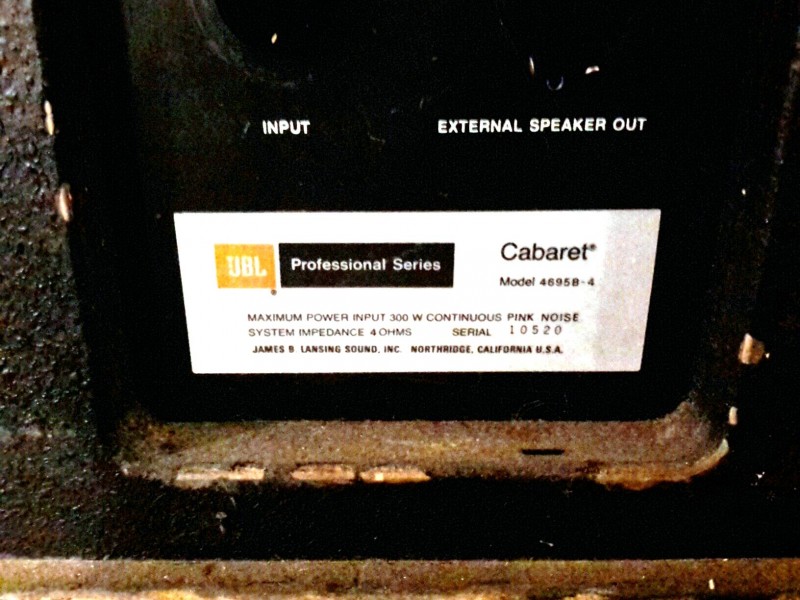 INPUT
EXTERNAL SPEAKER OUT
JBL
Professional Series
Cabaret®
Model 4695B-4
MAXIMUM POWER INPUT 300 W CONTINUOUS PINK NOISE
SYSTEM IMPEDANCE 4 OHMS SERIAL 10520
JAMES B. LANSING SOUND, INC. NORTHRIDGE, CALIFORNIA U.S.A.